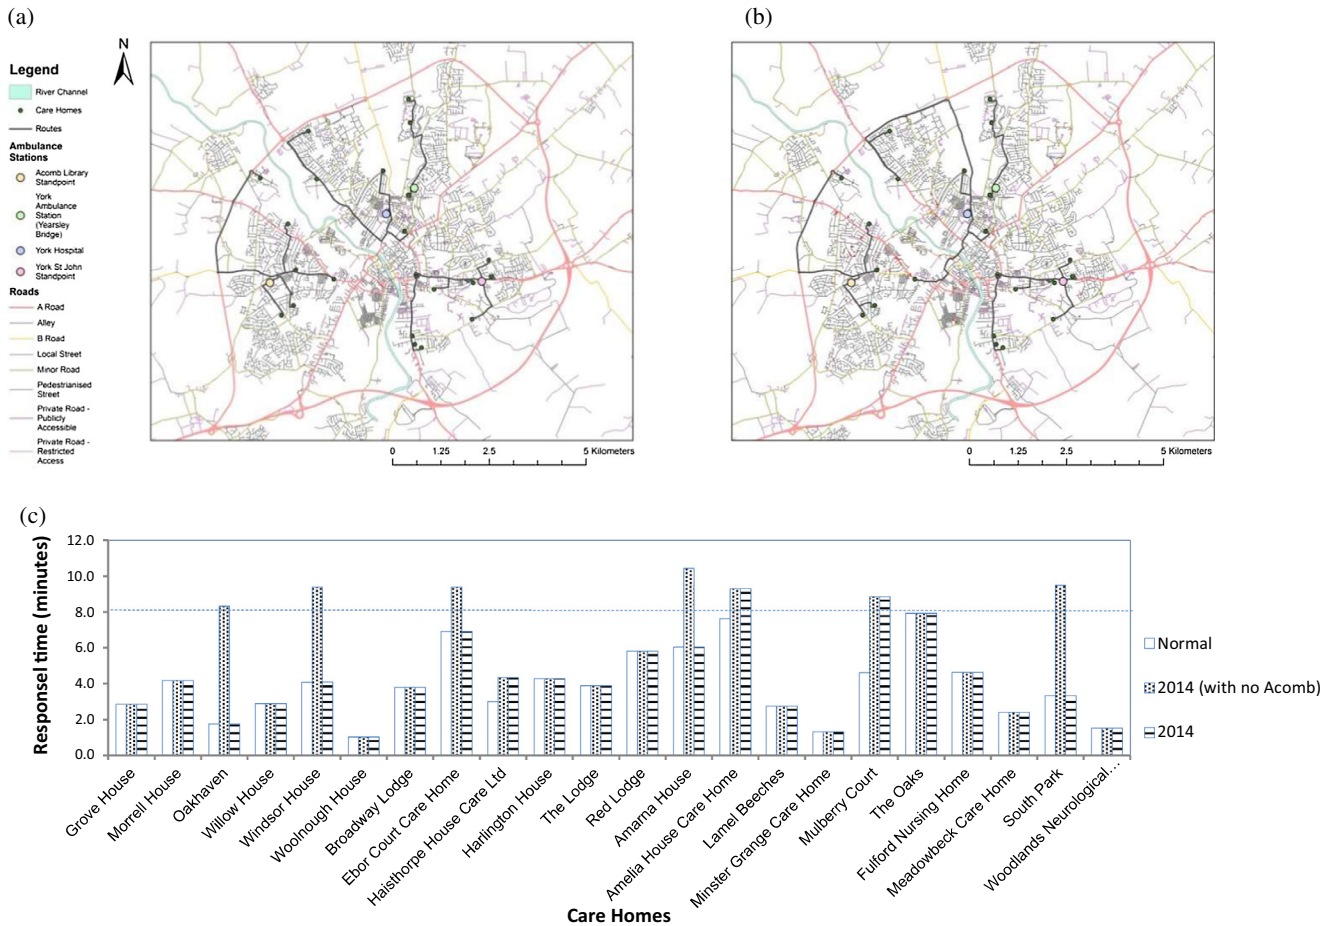 (a)
(b)
N
Legend
River Channel
Care Homes
Routes
Ambulance
Stations
Acomb Library
Standpoint
York
Ambulance
Station
(Yearsley
Bridge)
York Hospital
York St John
Standpoint
Roads
A Road
Alley
B Road
Local Street
Minor Road
Pedestrianised
Street
Private Road -
Publicly
Accessible
Private Road -
Restricted
Access
0 1.25 2.5 5 Kilometers
0 1.25 2.5 5 Kilometers
(c)
Responsel time (minutes)
12.0
10.0
8.0
6.0
4.0
2.0
0.0
Normal
2014 (with no Acomb)
2014
Grove House
Morrell House
Oakhaven
Willow House
Windsor House
Woolnough House
Broadway Lodge
Ebor Court Care Home
Haisthorpe House Care Ltd
Harlington House
The Lodge
Red Lodge
Amarna House
Amelia House Care Home
Lamel Beeches
Minster Grange Care Home
Mulberry Court
The Oaks
Fulford Nursing Home
Meadowbeck Care Home
South Park
Woodlands Neurological...
Care Homes